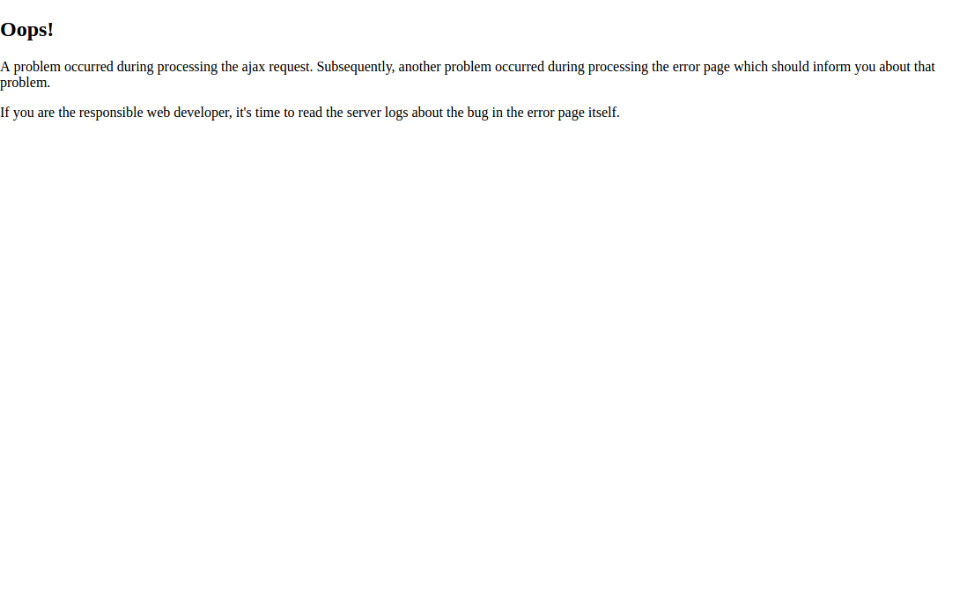 Oops!
A problem occurred during processing the ajax request. Subsequently, another problem occurred during processing the error page which should inform you about that
problem.
If you are the responsible web developer, it's time to read the server logs about the bug in the error page itself.